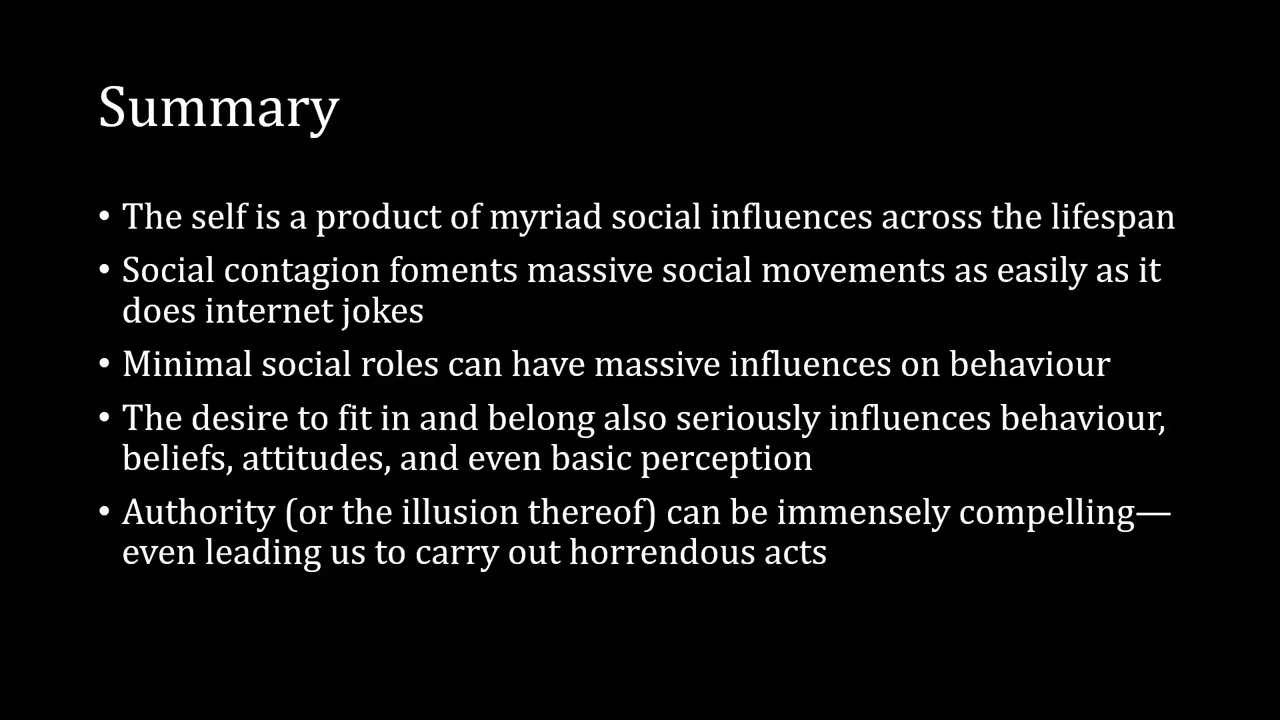 Summary
• The self is a product of myriad social influences across the lifespan
• Social contagion foments massive social movements as easily as it
does internet jokes
• Minimal social roles can have massive influences on behaviour
• The desire to fit in and belong also seriously influences behaviour,
beliefs, attitudes, and even basic perception
• Authority (or the illusion thereof) can be immensely compelling—
even leading us to carry out horrendous acts